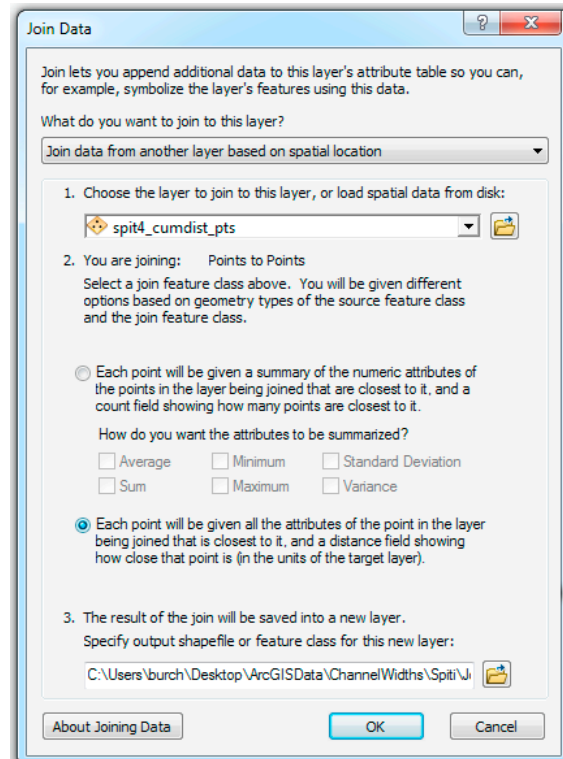 Join Data
Join lets you append additional data to this layer's attribute table so you can,
for example, symbolize the layer's features using this data.
What do you want to join to this layer?
Join data from another layer based on spatial location
1. Choose the layer to join to this layer, or load spatial data from disk:
spit4_cumdist_pts
2. You are joining: Points to Points
Select a join feature class above. You will be given different
options based on geometry types of the source feature class
and the join feature class.
Each point will be given a summary of the numeric attributes of
the points in the layer being joined that are closest to it, and a
count field showing how many points are closest to it.
How do you want the attributes to be summarized?
Average Minimum Standard Deviation
Sum Maximum Variance
Each point will be given all the attributes of the point in the layer
being joined that is closest to it, and a distance field showing
how close that point is (in the units of the target layer).
3. The result of the join will be saved into a new layer.
Specify output shapefile or feature class for this new layer:
C:\Users\burch\Desktop\ArcGISData\ChannelWidths\Spiti\J
About Joining Data OK Cancel